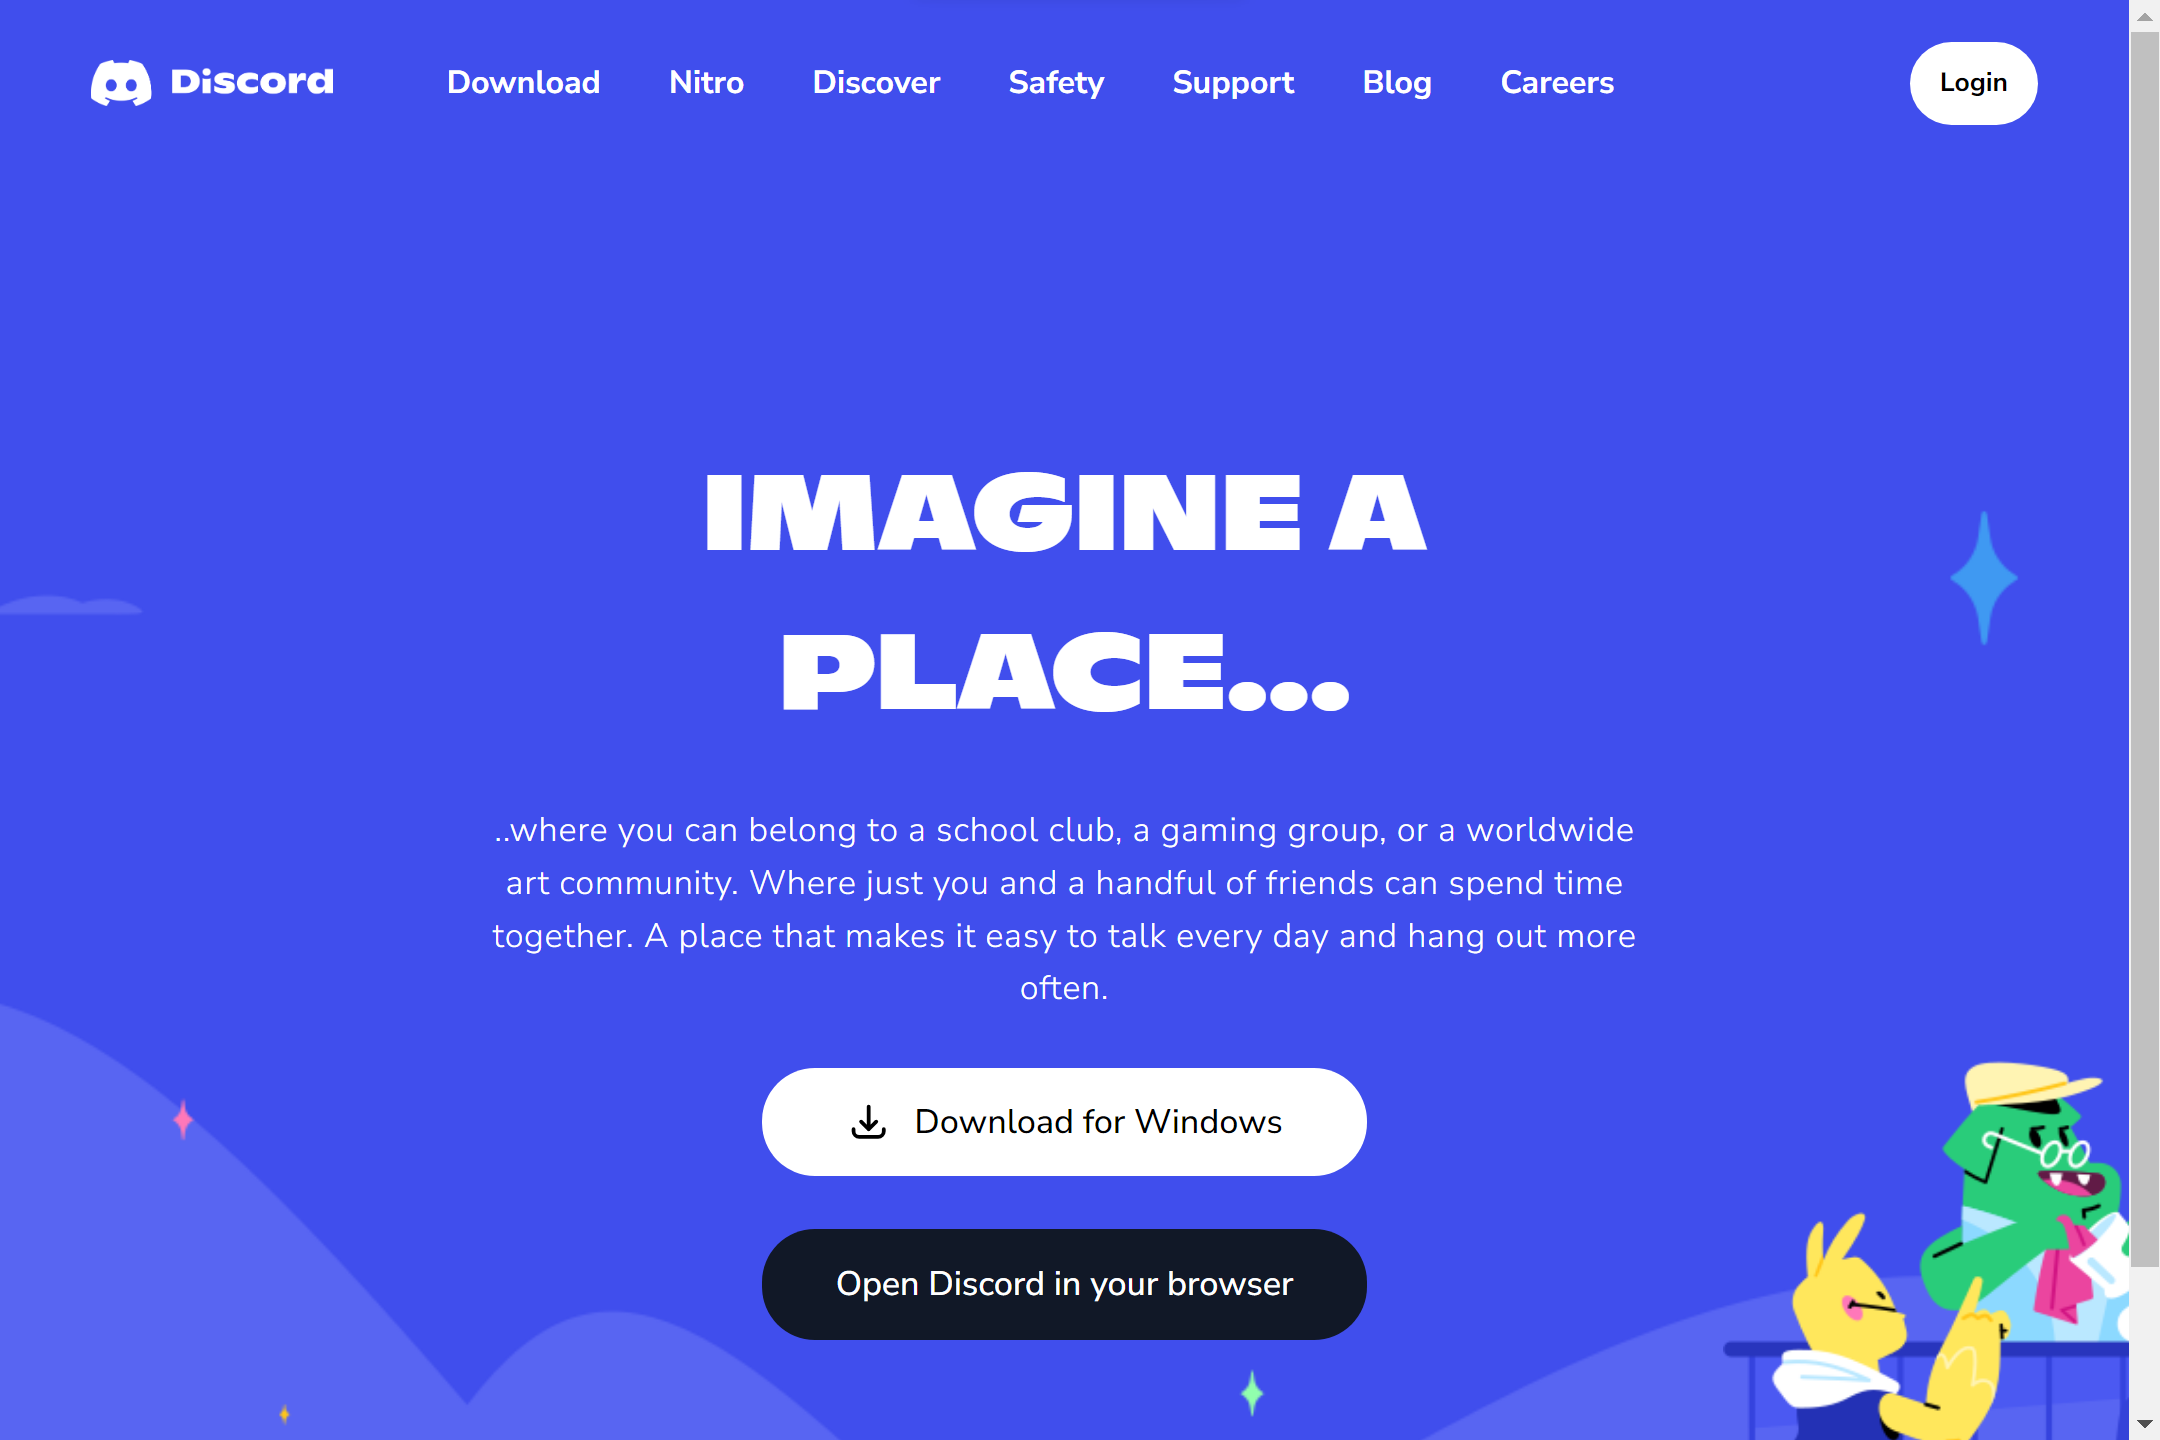 Discord
Download
Nitro
Discover
Safety
Support
Blog
Careers
Login
IMAGINE A
PLACE...
..where you can belong to a school club, a gaming group, or a worldwide
art community. Where just you and a handful of friends can spend time
together. A place that makes it easy to talk every day and hang out more
often.
Download for Windows
Open Discord in your browser